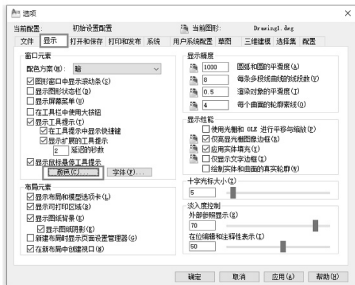 选项
当前配置: 初始设置配置 当前图形: Drawing1.dwg
文件 显示 打开和保存 打印和发布 系统 用户系统配置 草图 三维建模 选择集 配置
窗口元素
配色方案(M): 暗
图形窗口中显示滚动条(S)
显示图形状态栏(D)
显示屏幕菜单(U)
在工具栏中使用大按钮
显示工具提示(T)
在工具提示中显示快捷键
显示扩展的工具提示
2 延迟的秒数
显示鼠标悬停工具提示
颜色(C)... 字体(F)...
布局元素
显示布局和模型选项卡(L)
显示可打印区域(B)
显示图纸背景(K)
显示图纸阴影(E)
新建布局时显示页面设置管理器(G)
在新布局中创建视口(N)
显示精度
1000 圆弧和圆的平滑度(A)
8 每条多段线曲线的线段数(V)
0.5 渲染对象的平滑度(J)
4 每个曲面的轮廓素线(O)
显示性能
使用光栅和 OLE 进行平移与缩放(P)
仅亮显光栅图像边框(R)
应用实体填充(Y)
仅显示文字边框(X)
绘制实体和曲面的真实轮廓(W)
十字光标大小(Z)
5
淡入度控制
外部参照显示(E)
70
在位编辑和注释性表示(I)
50
确定 取消 应用(A) 帮助(H)